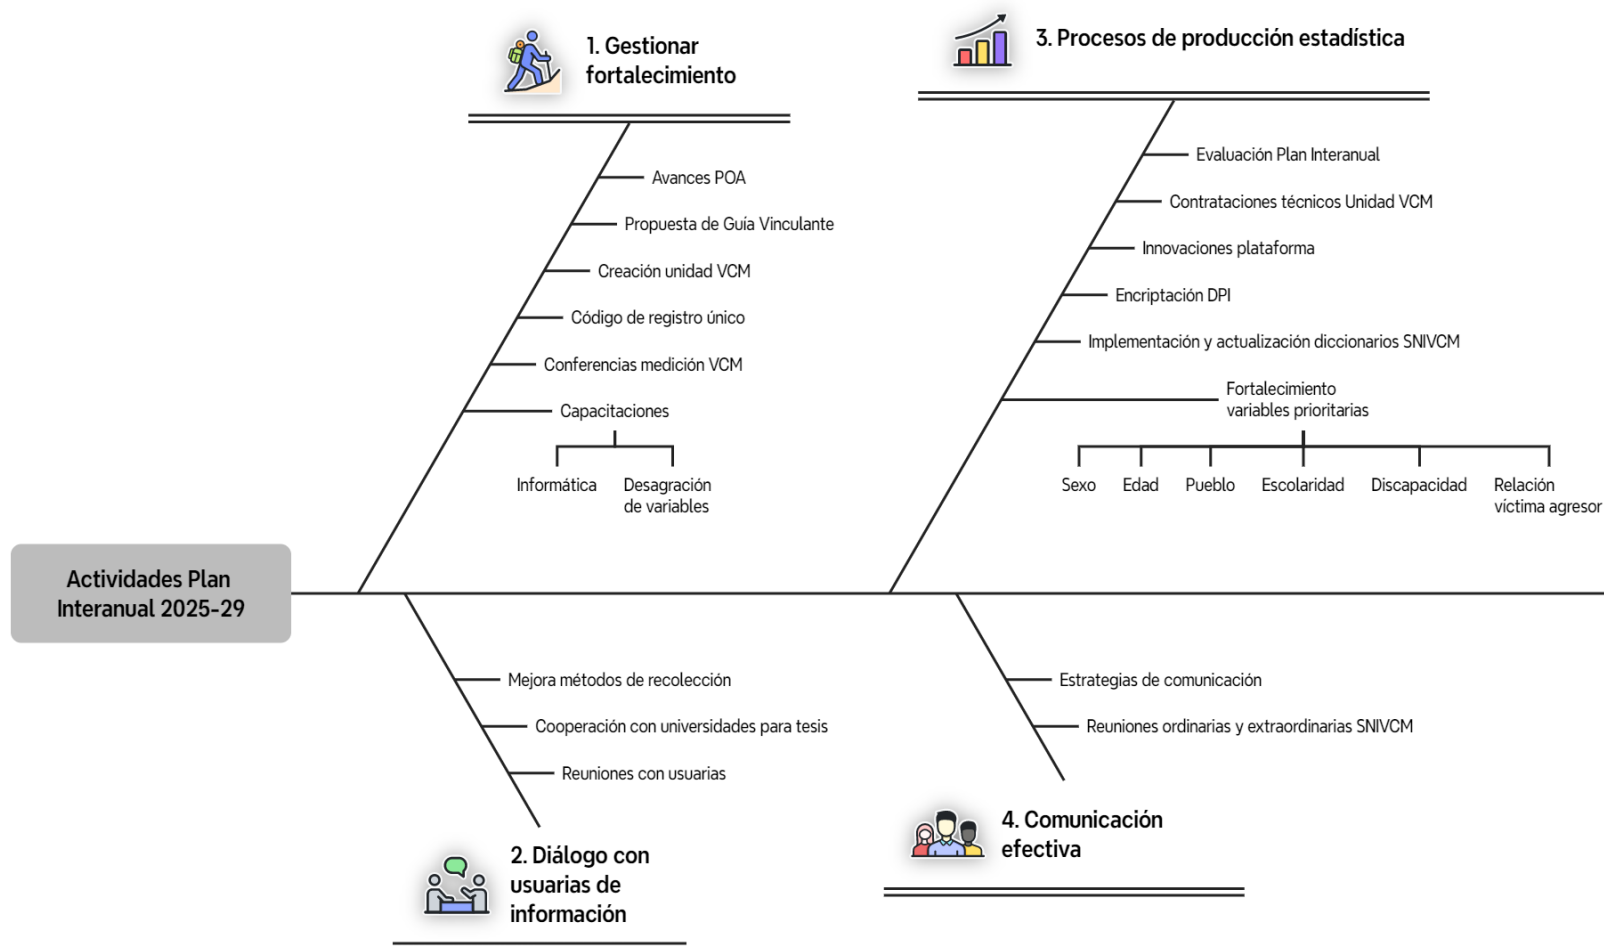 1. Gestionar
fortalecimiento
Avances POA
Propuesta de Guía Vinculante
Creación unidad VCM
Código de registro único
Conferencias medición VCM
Capacitaciones
Informática
Desagración
de variables
3. Procesos de producción estadística
Evaluación Plan Interanual
Contrataciones técnicos Unidad VCM
Innovaciones plataforma
Encriptación DPI
Implementación y actualización diccionarios SNIVCM
Fortalecimiento
variables prioritarias
Sexo
Edad
Pueblo
Escolaridad
Discapacidad
Relación
víctima agresor
Actividades Plan
Interanual 2025-29
Mejora métodos de recolección
Cooperación con universidades para tesis
Reuniones con usuarias
2. Diálogo con
usuarias de
información
Estrategias de comunicación
Reuniones ordinarias y extraordinarias SNIVCM
4. Comunicación
efectiva